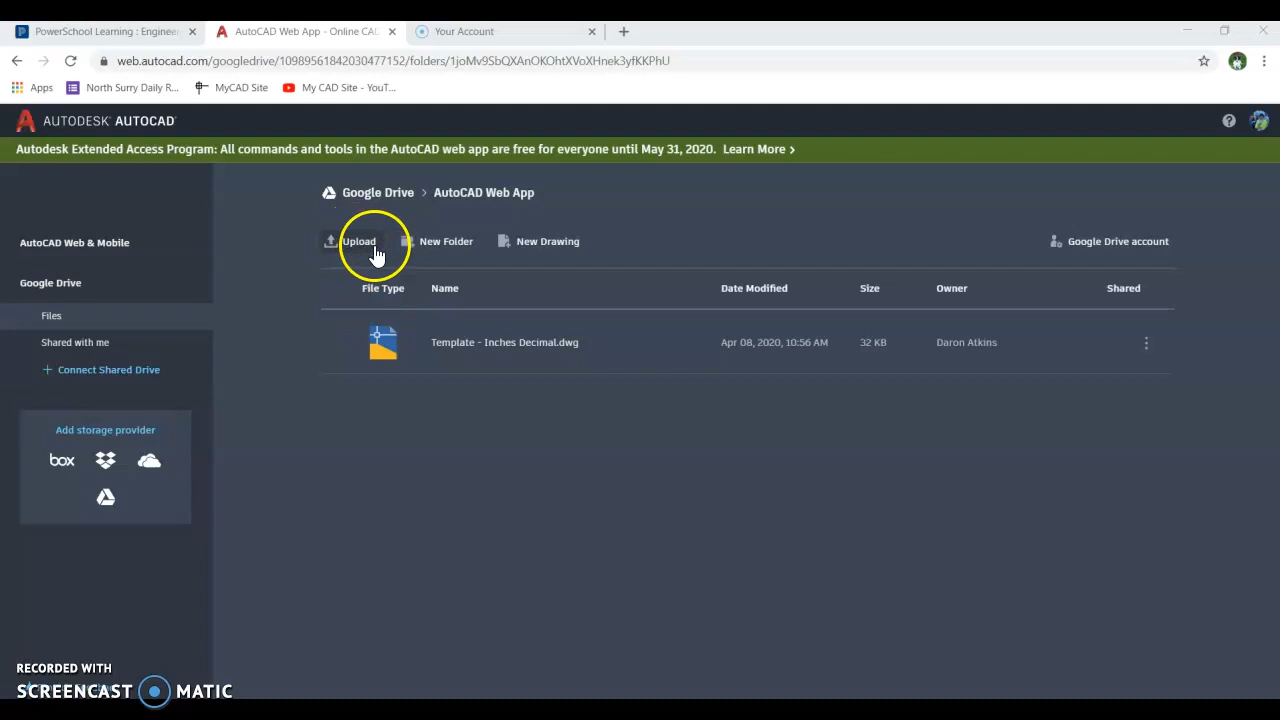 PowerSchool Learning : Enginee
AutoCAD Web App - Online CAD
Your Account
web.autocad.com/googledrive/109895618420304771​52/folders/1joMv9SbQXAnOKOhtXVoXHnek3yfKKPhU
Apps
North Surry Daily R...
MyCAD Site
My CAD Site - YouT...
AUTODESK AUTOCAD
Autodesk Extended Access Program: All commands and tools in the AutoCAD web app are free for everyone until May 31, 2020. Learn More >
Google Drive > AutoCAD Web App
AutoCAD Web & Mobile
Upload
New Folder
New Drawing
Google Drive account
Google Drive
File Type Name Date Modified Size Owner Shared
Files
Template - Inches Decimal.dwg Apr 08, 2020, 10:56 AM 32 KB Daron Atkins
Shared with me
+ Connect Shared Drive
Add storage provider
box
RECORDED WITH
SCREENCAST MATIC